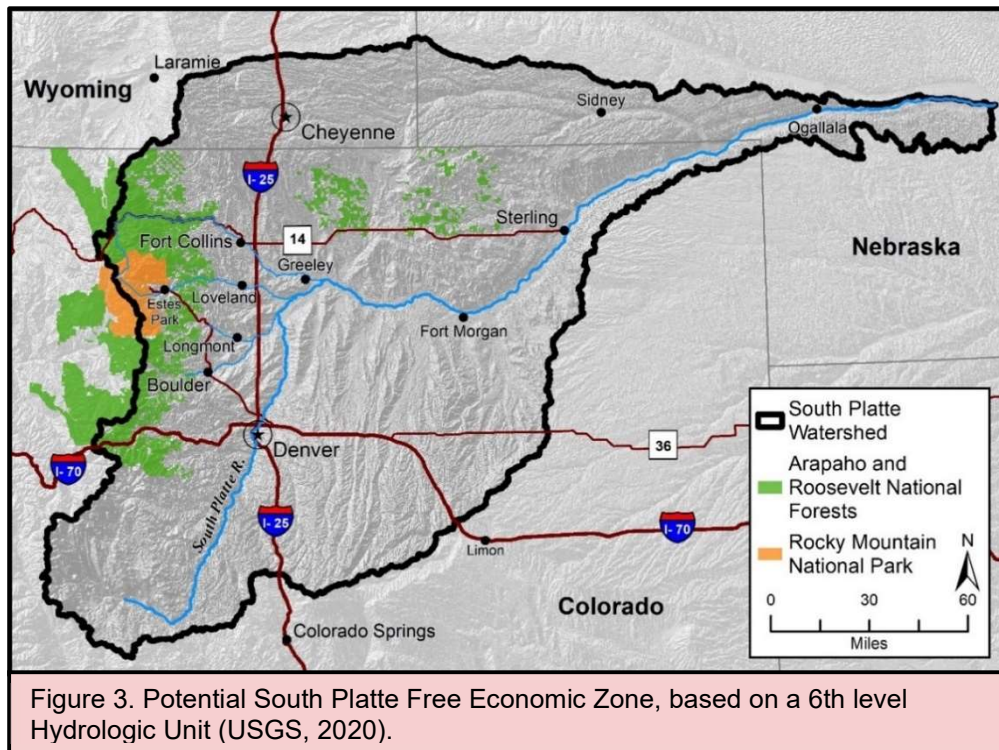 Laramie
Wyoming
Cheyenne
Sidney
Ogallala
I-25
Sterling
Fort Collins
14
Nebraska
Greeley
Loveland
Estes
Park
Fort Morgan
Longmont
Boulder
Denver
36
I-70
South Platte R.
I-25
I-70
Limon
Colorado
Colorado Springs
South Platte
Watershed
Arapaho and
Roosevelt National
Forests
Rocky Mountain
National Park
N
0 30 60
Miles
Figure 3. Potential South Platte Free Economic Zone, based on a 6th level
Hydrologic Unit (USGS, 2020).